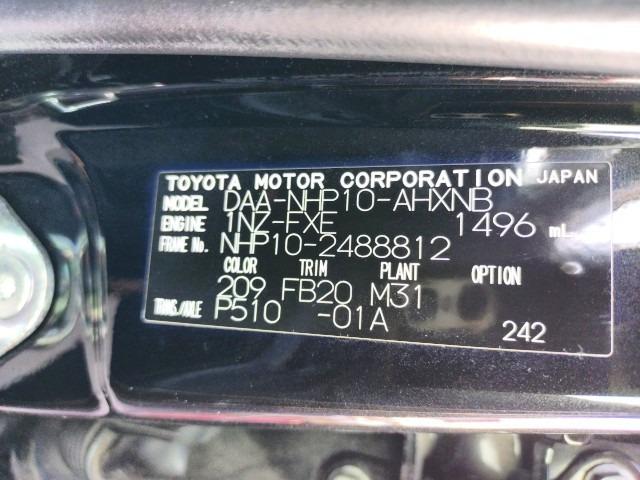 TOYOTA MOTOR CORPORATION JAPAN
MODEL DAA-NHP10-AHXNB
ENGINE 1NZ-FXE 1496 mL
FRAME No. NHP10-2488812
COLOR TRIM PLANT OPTION
209 FB20 M31
TRANS./AXLE P510 -01A
242